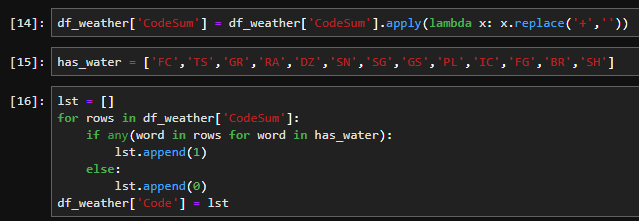 [14]: df_weather['CodeSum'] = df_weather['CodeSum'].apply(lambda x: x.replace('+',''))
[15]: has_water = ['FC','TS','GR','RA','DZ','SN','SG','GS','PL','IC','FG','BR','SH']
[16]: lst = []
for rows in df_weather['CodeSum']:
    if any(word in rows for word in has_water):
        lst.append(1)
    else:
        lst.append(0)
df_weather['Code'] = lst